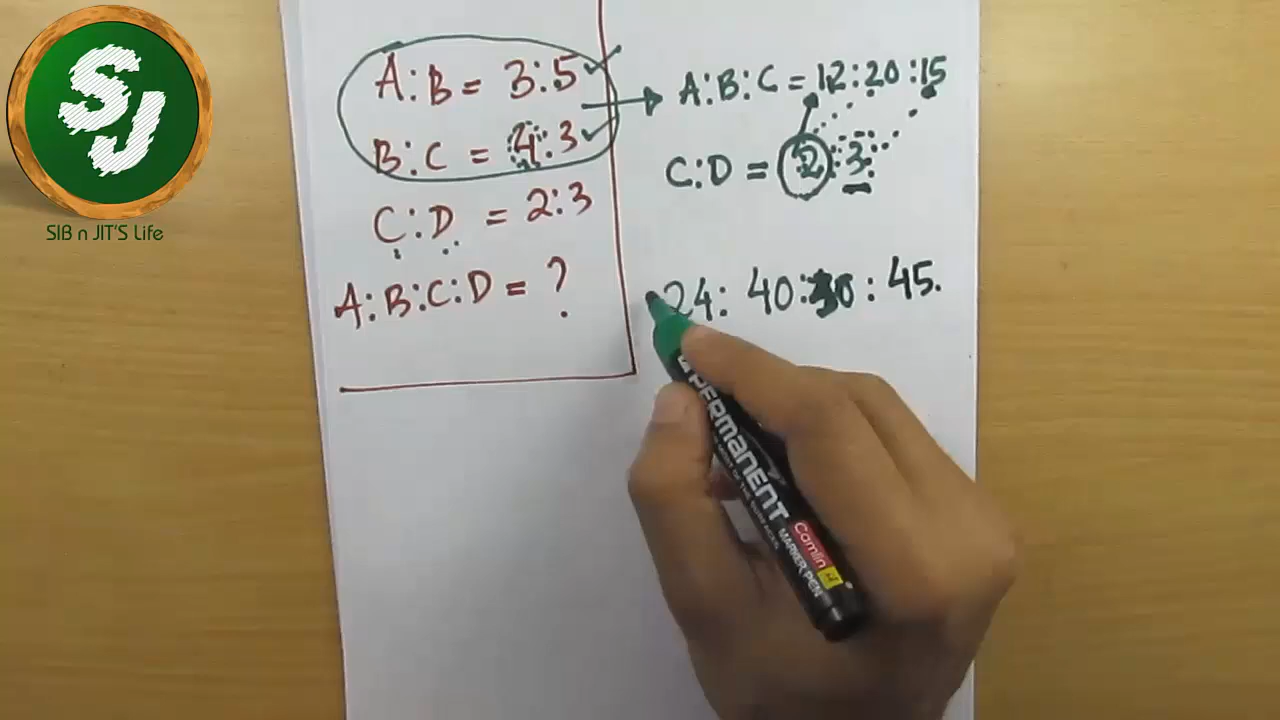 SJ
SIB n JIT'S Life
A:B = 3:5
B:C = 4:3
C:D = 2:3
A:B:C:D = ?
A:B:C = 12:20:15
C:D = 2:3
24: 40:30: 45.
PERMANENT
MARKER PEN
Camlin